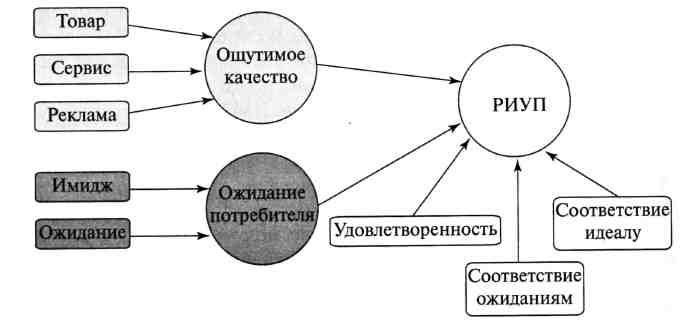 Товар
Сервис
Реклама
Ощутимое
качество
РИУП
Имидж
Ожидание
Ожидание
потребителя
Удовлетворенность
Соответствие
ожиданиям
Соответствие
идеалу